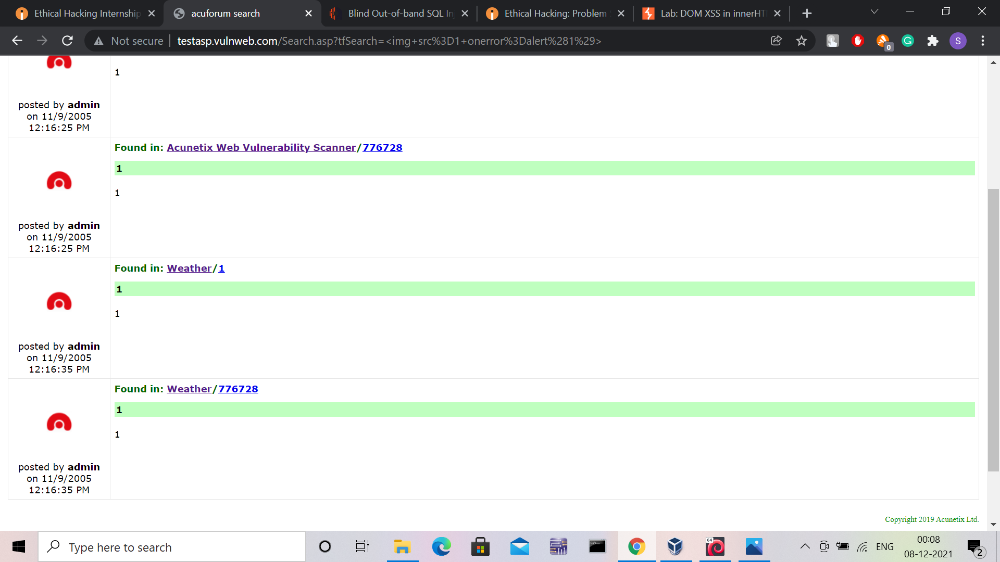 Ethical Hacking Internship
acuforum search
Blind Out-of-band SQL In
Ethical Hacking: Problem
Lab: DOM XSS in innerHT
Not secure
testasp.vulnweb.com/Search.asp?tfSearch=<img+src%3D1+onerror%3Dalert%281%29>
0
G
S
1
posted by admin
on 11/9/2005
12:16:25 PM
Found in: Acunetix Web Vulnerability Scanner/776728
1
1
posted by admin
on 11/9/2005
12:16:25 PM
Found in: Weather/1
1
1
posted by admin
on 11/9/2005
12:16:35 PM
Found in: Weather/776728
1
1
posted by admin
on 11/9/2005
12:16:35 PM
Copyright 2019 Acunetix Ltd.
Type here to search
64
ENG
00:08
08-12-2021
2